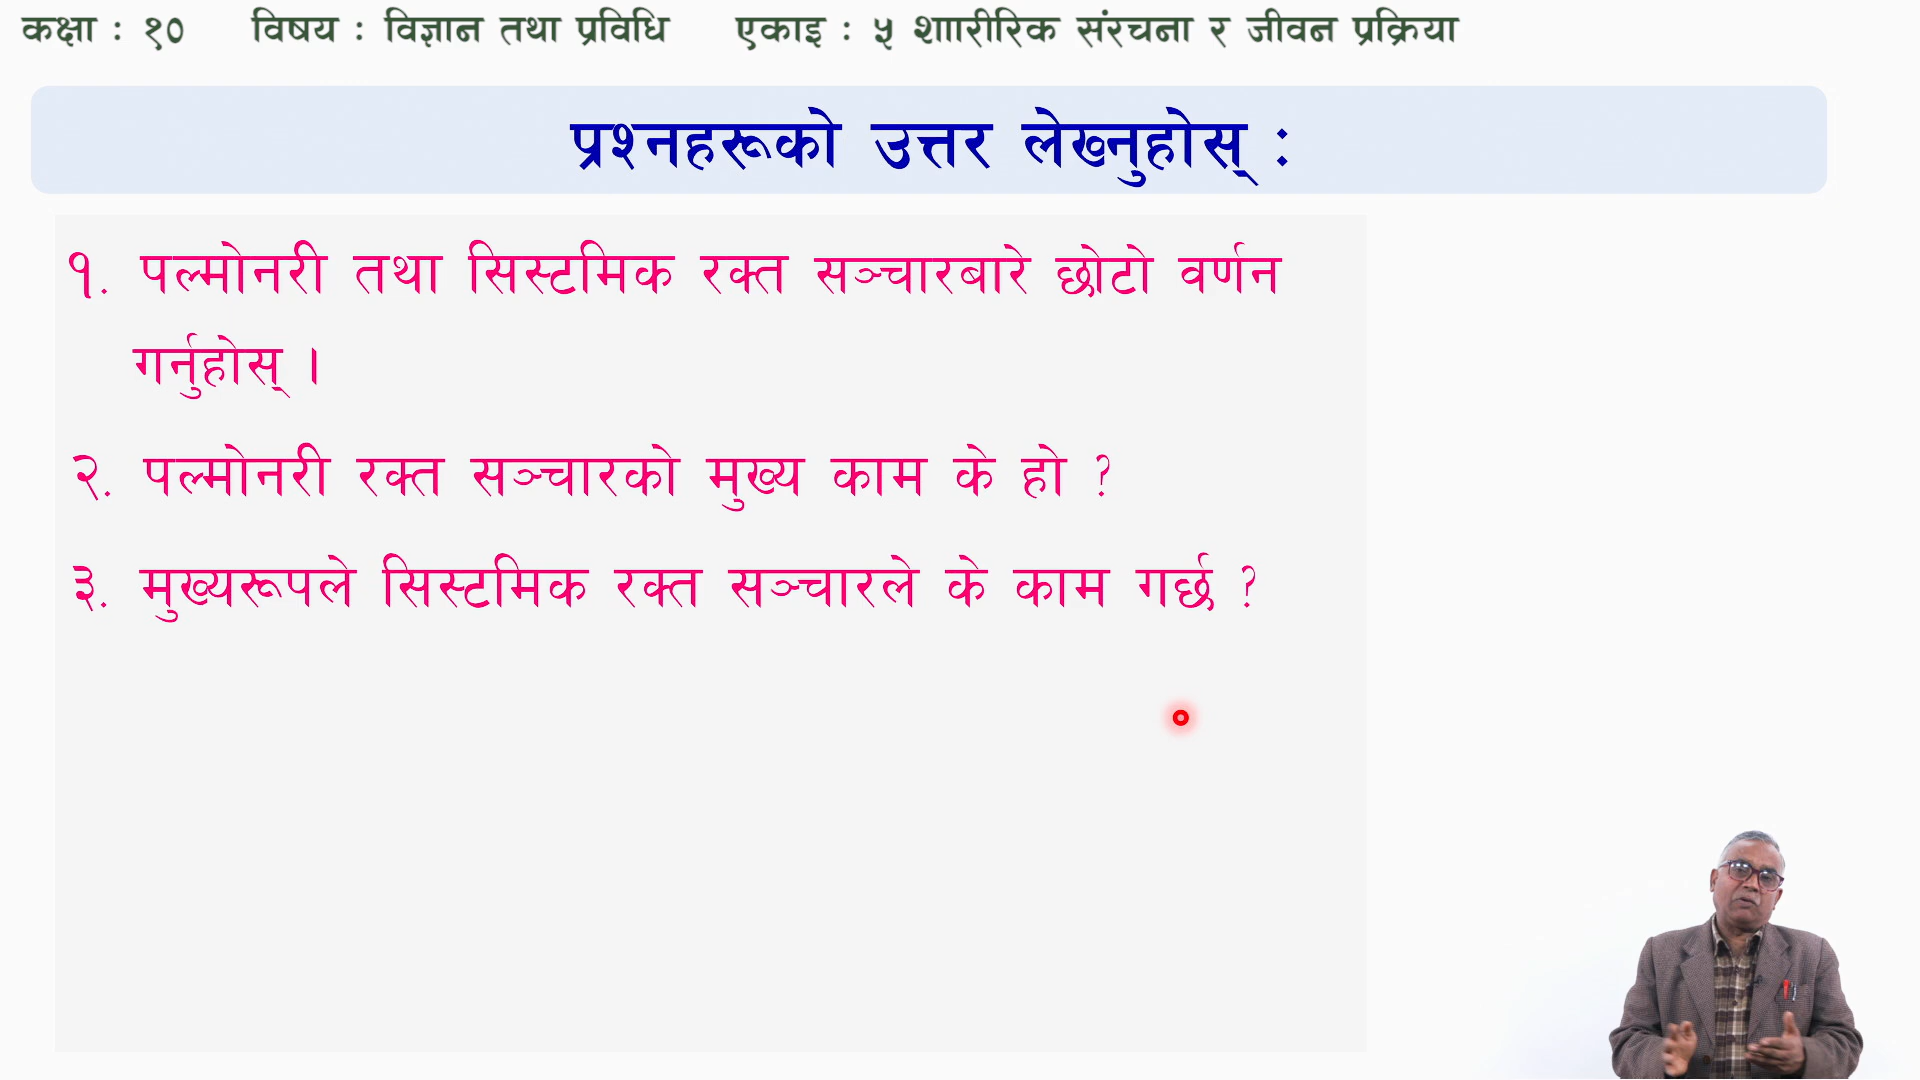 कक्षा : १० विषय : विज्ञान तथा प्रविधि एकाइ : ५ शाारीरिक संरचना र जीवन प्रक्रिया
प्रश्नहरूको उत्तर लेख्नुहोस् :
१. पल्मोनरी तथा सिस्टमिक रक्त सञ्चारबारे छोटो वर्णन
गर्नुहोस् ।
२. पल्मोनरी रक्त सञ्चारको मुख्य काम के हो ?
३. मुख्यरूपले सिस्टमिक रक्त सञ्चारले के काम गर्छ ?